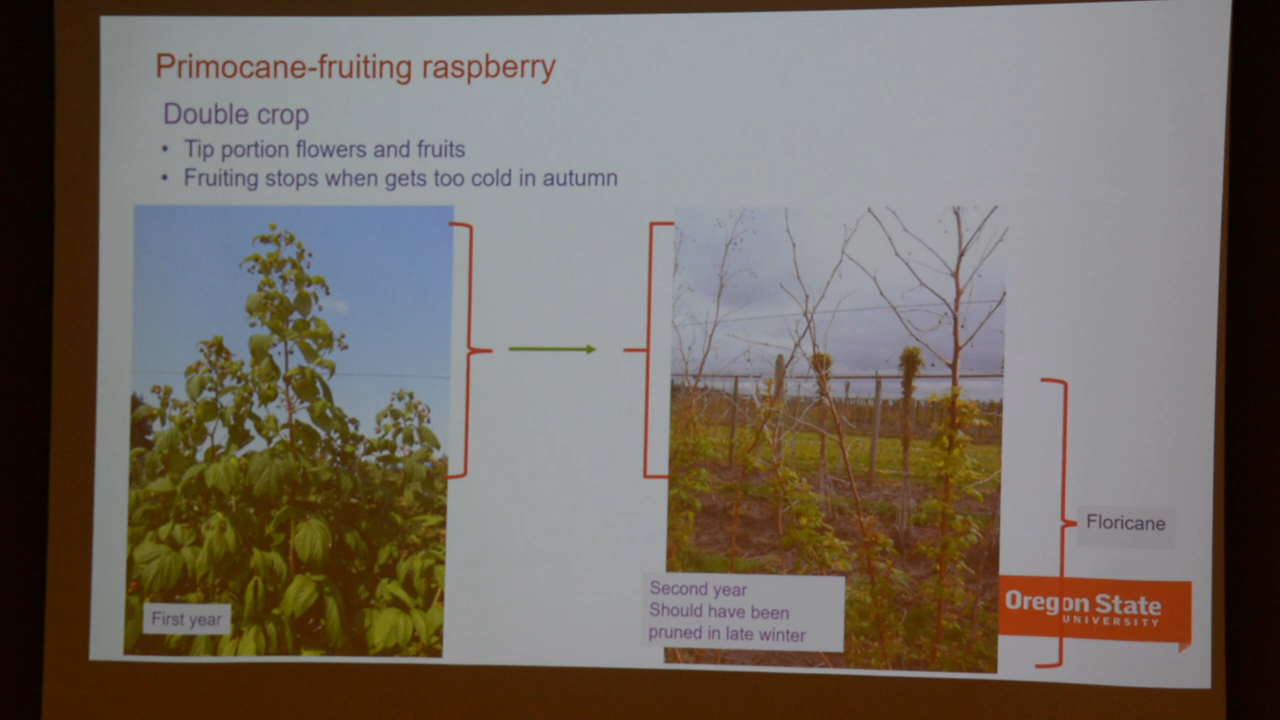 Primocane-fruiting raspberry
Double crop
• Tip portion flowers and fruits
• Fruiting stops when gets too cold in autumn
First year
Second year
Should have been
pruned in late winter
Floricane
Oregon State
UNIVERSITY